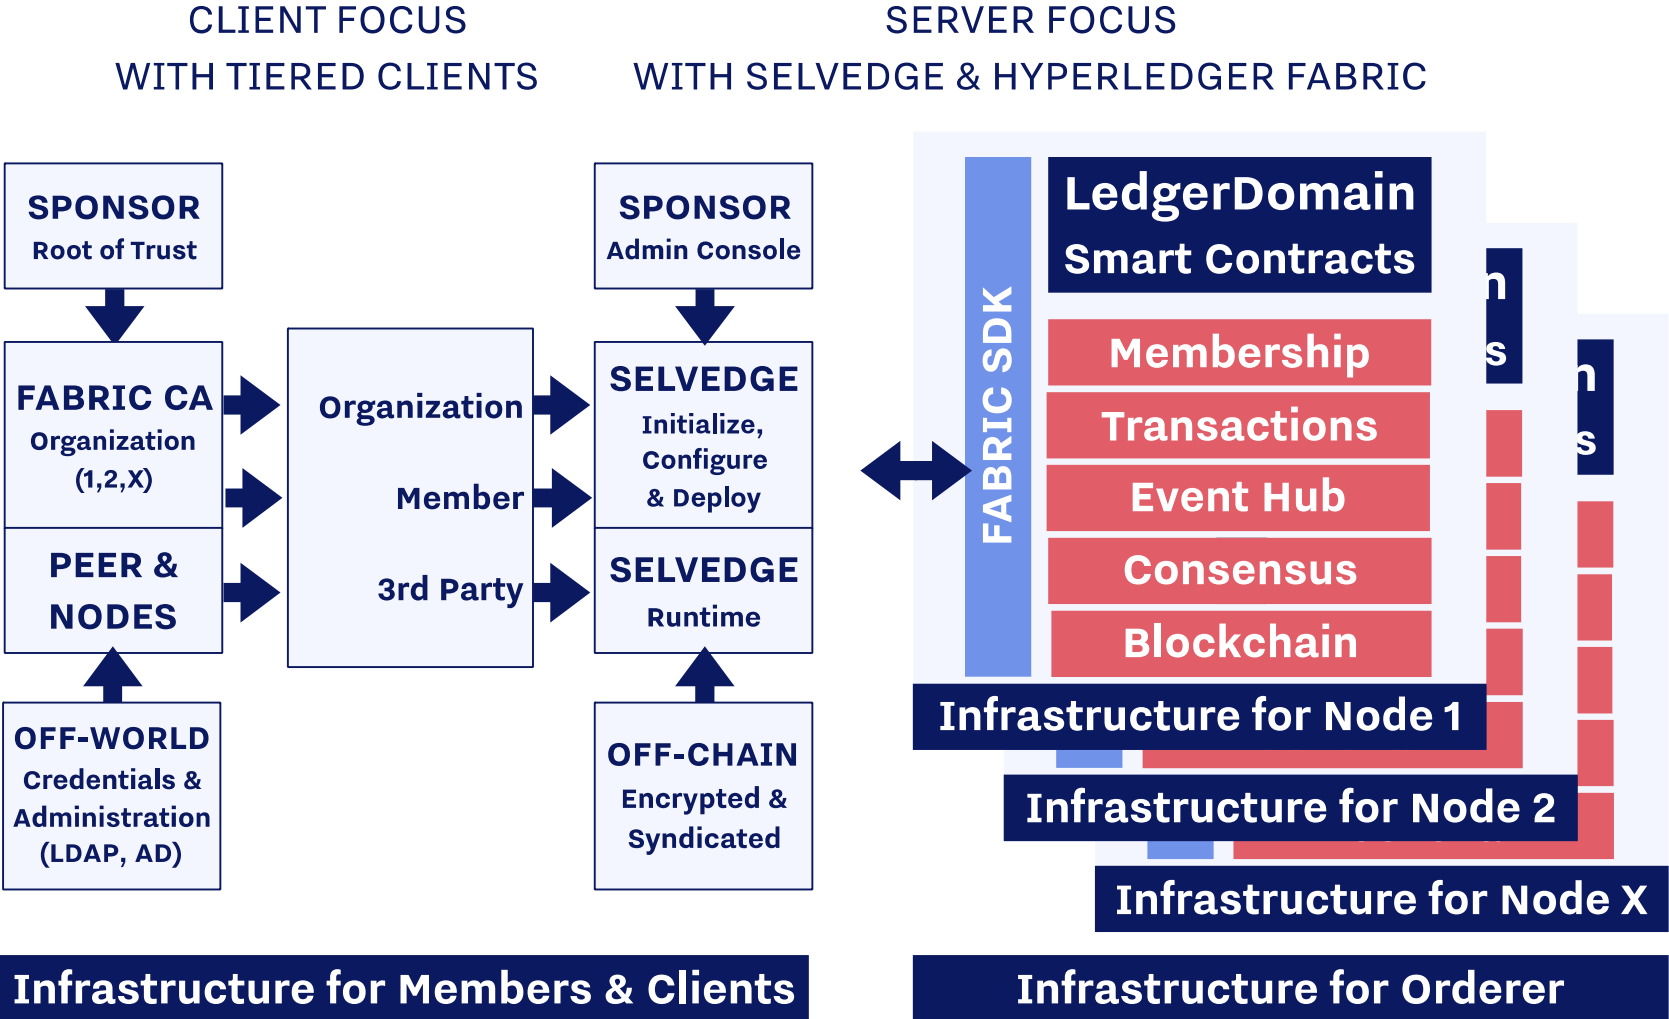 CLIENT FOCUS
WITH TIERED CLIENTS
SERVER FOCUS
WITH SELVEDGE & HYPERLEDGER FABRIC
SPONSOR
Root of Trust
FABRIC CA
Organization
(1,2,X)
PEER &
NODES
OFF-WORLD
Credentials &
Administration
(LDAP, AD)
Organization
Member
3rd Party
SPONSOR
Admin Console
SELVEDGE
Initialize,
Configure
& Deploy
SELVEDGE
Runtime
OFF-CHAIN
Encrypted &
Syndicated
FABRIC SDK
LedgerDomain
Smart Contracts
Membership
Transactions
Event Hub
Consensus
Blockchain
Infrastructure for Node 1
n
s
Infrastructure for Node 2
n
s
Infrastructure for Node X
Infrastructure for Members & Clients
Infrastructure for Orderer